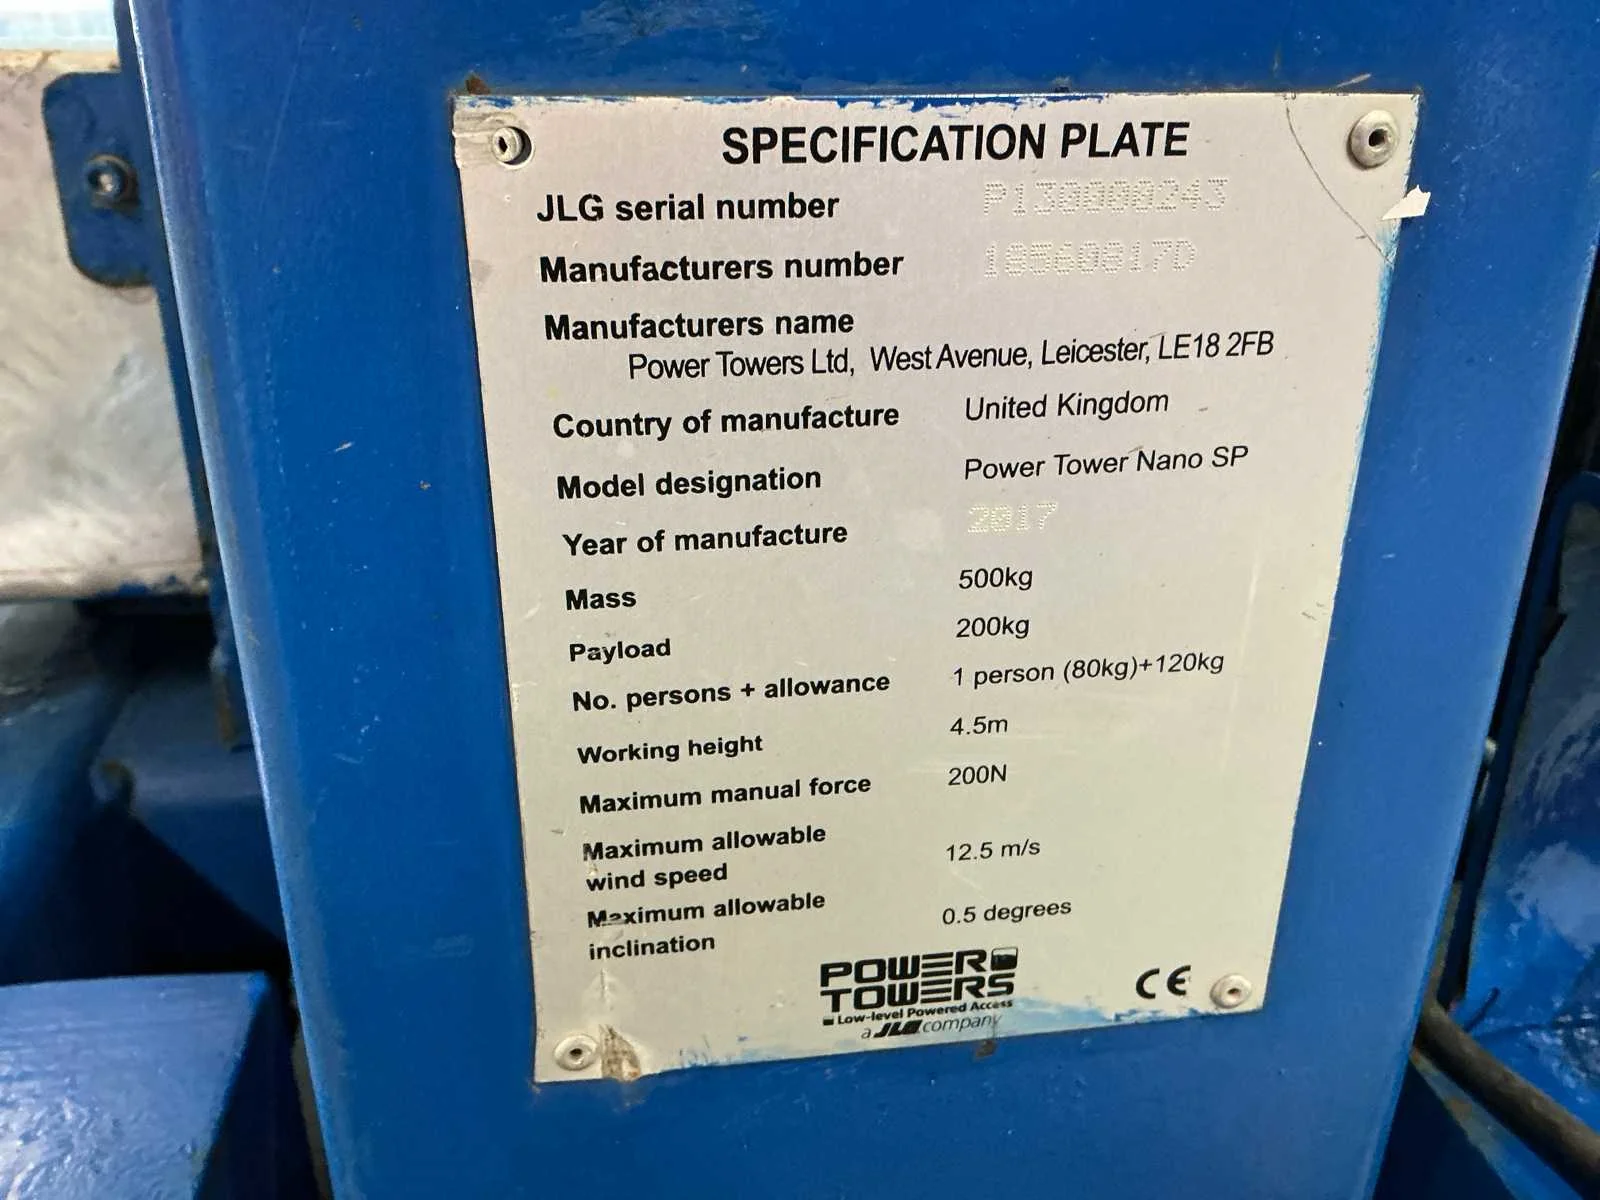 SPECIFICATION PLATE
JLG serial number P130000243
Manufacturers number 18560817D
Manufacturers name
Power Towers Ltd, West Avenue, Leicester, LE18 2FB
Country of manufacture United Kingdom
Model designation Power Tower Nano SP
Year of manufacture 2017
Mass 500kg
Payload 200kg
No. persons + allowance 1 person (80kg)+120kg
Working height 4.5m
Maximum manual force 200N
Maximum allowable
wind speed 12.5 m/s
Maximum allowable
inclination 0.5 degrees
POWER
TOWERS
Low-level Powered Access
a JLG company
CE